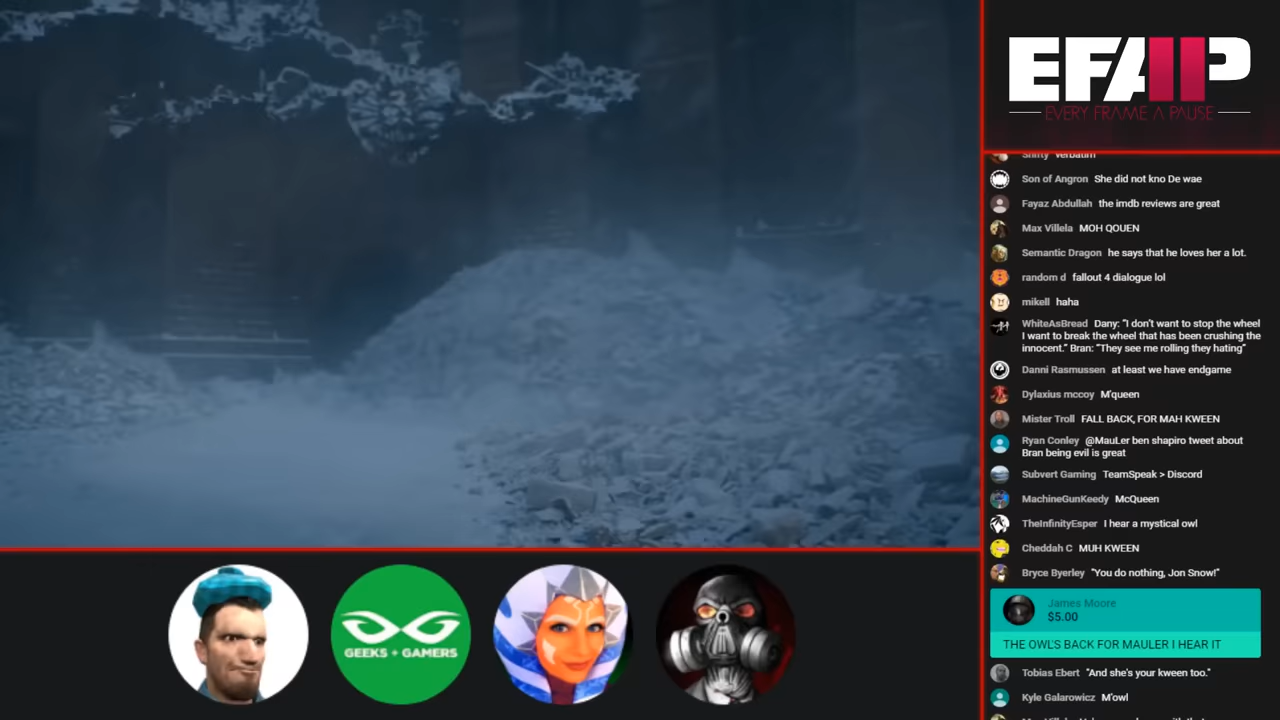 EFAP
EVERY FRAME A PAUSE
Shifty verbatim
Son of Angron She did not kno De wae
Fayaz Abdullah the imdb reviews are great
Max Villela MOH QOUEN
Semantic Dragon he says that he loves her a lot.
random d fallout 4 dialogue lol
mikell haha
WhiteAsBread Dany: “I don’t want to stop the wheel
I want to break the wheel that has been crushing the
innocent.” Bran: “They see me rolling they hating”
Danni Rasmussen at least we have endgame
Dylaxius mccoy M'queen
Mister Troll FALL BACK, FOR MAH KWEEN
Ryan Conley @MauLer ben shapiro tweet about
Bran being evil is great
Subvert Gaming TeamSpeak > Discord
MachineGunKeedy McQueen
TheInfinityEsper I hear a mystical owl
Cheddah C MUH KWEEN
Bryce Byerley "You do nothing, Jon Snow!"
James Moore
$5.00
THE OWL'S BACK FOR MAULER I HEAR IT
Tobias Ebert "And she's your kween too."
Kyle Galarowicz M'owl
GEEKS + GAMERS